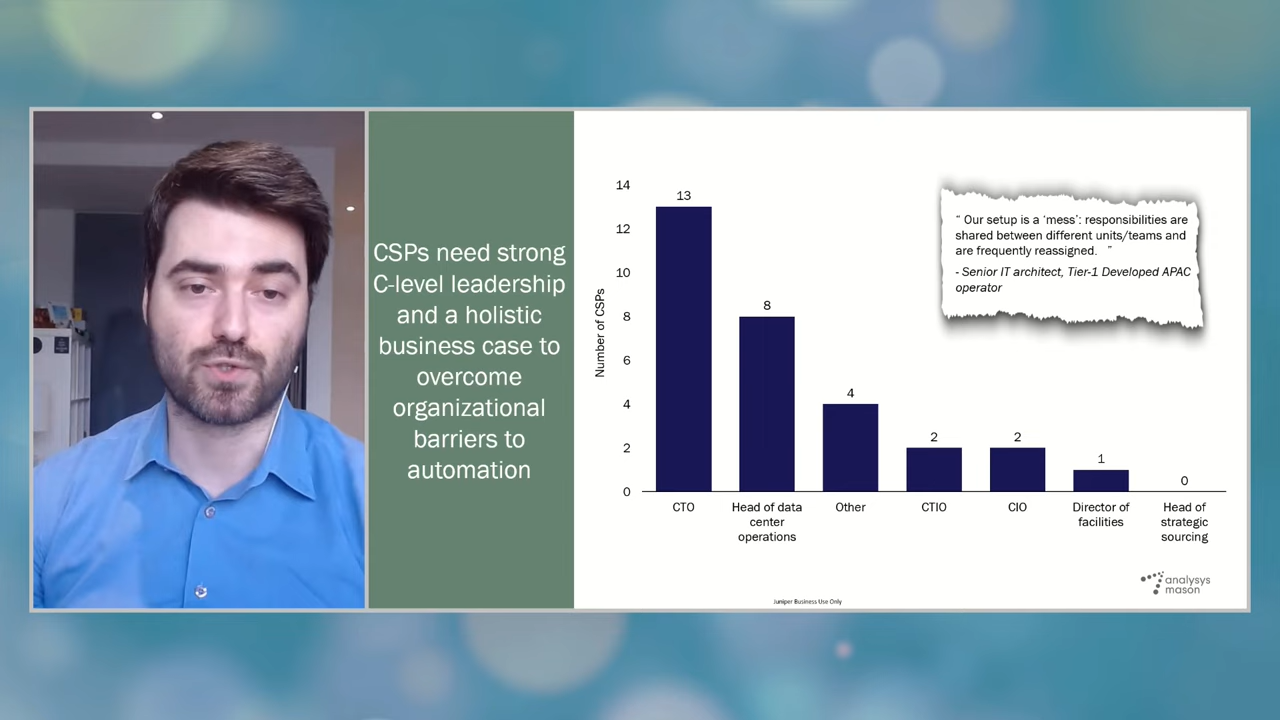 CSPs need strong
C-level leadership
and a holistic
business case to
overcome
organizational
barriers to
automation
Number of CSPs
14
12
10
8
6
4
2
0
13
8
4
2
2
1
0
CTO
Head of data
center
operations
Other
CTIO
CIO
Director of
facilities
Head of
strategic
sourcing
“ Our setup is a ‘mess’: responsibilities are
shared between different units/teams and
are frequently reassigned. ”
- Senior IT architect, Tier-1 Developed APAC
operator
Juniper Business Use Only
analysys
mason